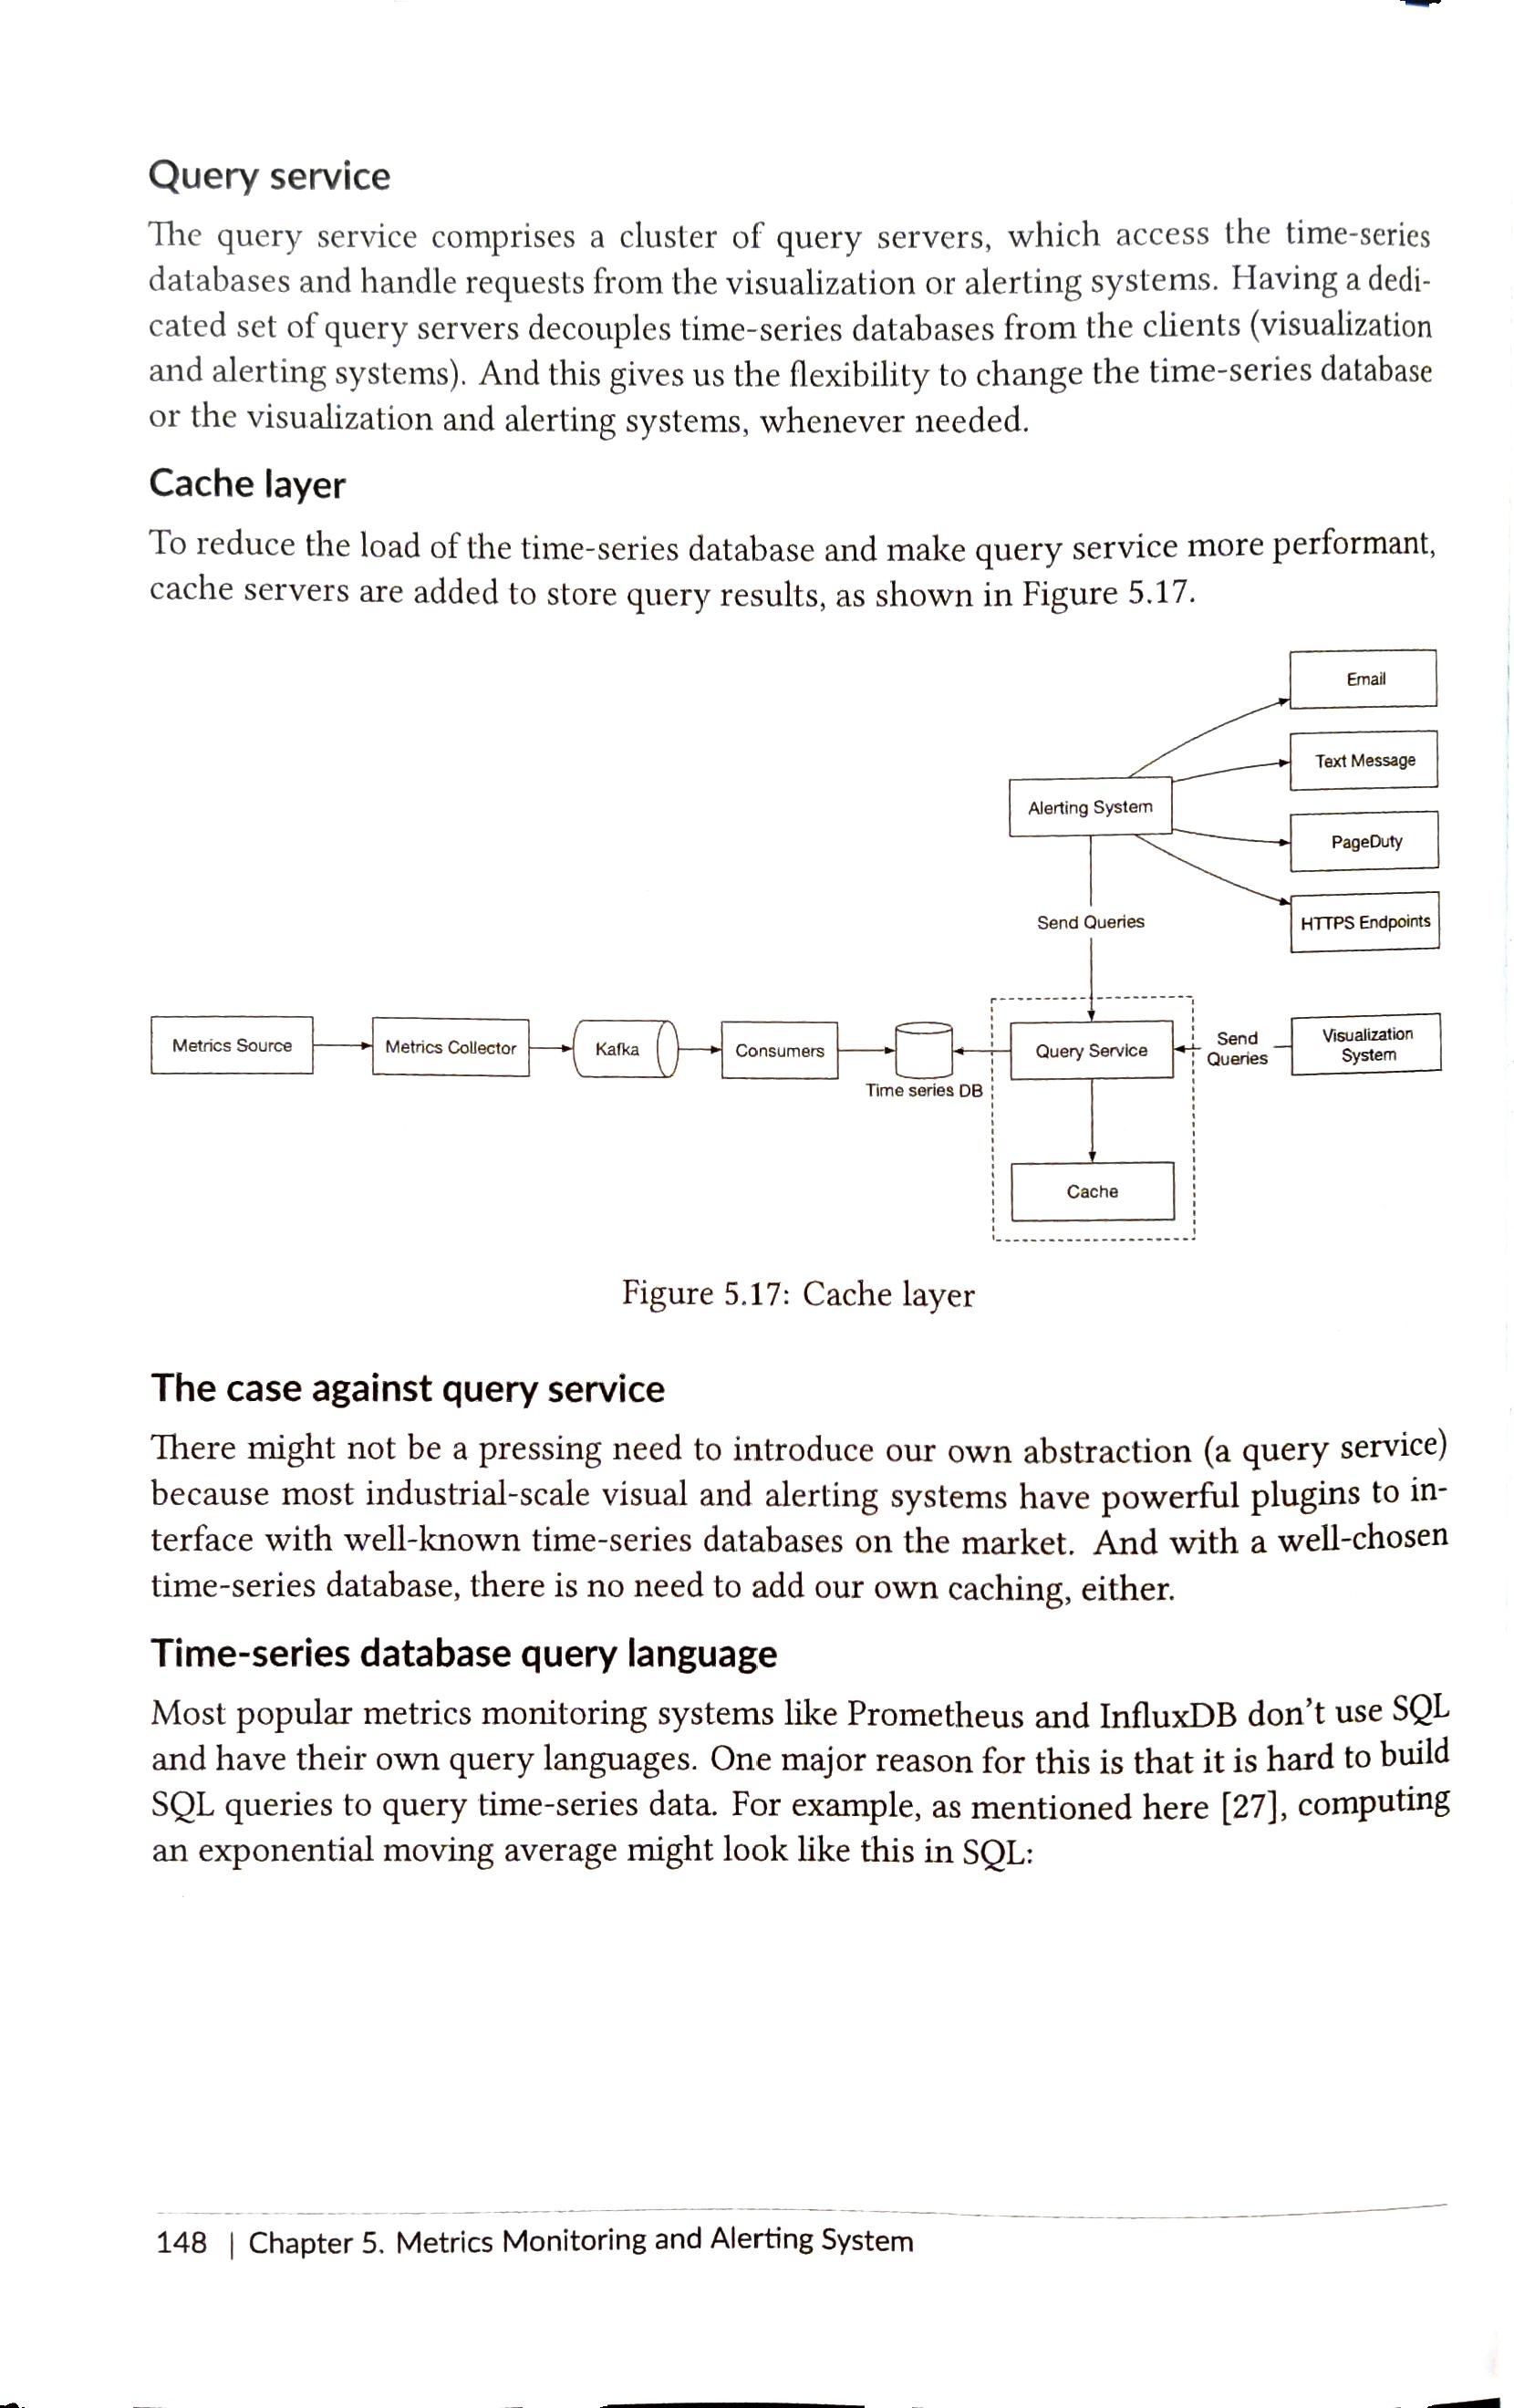 Query service
The query service comprises a cluster of query servers, which access the time-series
databases and handle requests from the visualization or alerting systems. Having a dedi-
cated set of query servers decouples time-series databases from the clients (visualization
and alerting systems). And this gives us the flexibility to change the time-series database
or the visualization and alerting systems, whenever needed.
Cache layer
To reduce the load of the time-series database and make query service more performant,
cache servers are added to store query results, as shown in Figure 5.17.
Email
Text Message
Alerting System
PageDuty
Send Queries
HTTPS Endpoints
Metrics Source
Metrics Collector
Kafka
Consumers
Time series DB
Query Service
Send
Queries
Visualization
System
Cache
Figure 5.17: Cache layer
The case against query service
There might not be a pressing need to introduce our own abstraction (a query service)
because most industrial-scale visual and alerting systems have powerful plugins to in-
terface with well-known time-series databases on the market. And with a well-chosen
time-series database, there is no need to add our own caching, either.
Time-series database query language
Most popular metrics monitoring systems like Prometheus and InfluxDB don't use SQL
and have their own query languages. One major reason for this is that it is hard to build
SQL queries to query time-series data. For example, as mentioned here [27], computing
an exponential moving average might look like this in SQL:
148 | Chapter 5. Metrics Monitoring and Alerting System